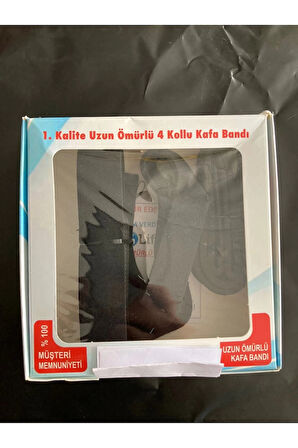 1. Kalite Uzun Ömürlü 4 Kollu Kafa Bandı
% 100
MÜŞTERİ
MEMNUNİYETİ
UZUN ÖMÜRLÜ
KAFA BANDI